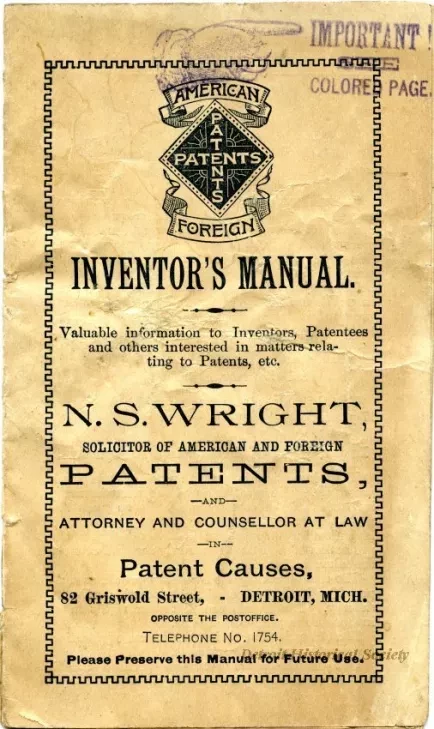 IMPORTANT !
SEE
COLORED PAGE.
AMERICAN
PATENTS
PATENTS
FOREIGN
INVENTOR'S MANUAL.
Valuable information to Inventors, Patentees
and others interested in matters rela-
ting to Patents, etc.
N. S. WRIGHT,
SOLICITOR OF AMERICAN AND FOREIGN
PATENTS,
—AND—
ATTORNEY AND COUNSELLOR AT LAW
—IN—
Patent Causes,
82 Griswold Street, - DETROIT, MICH.
OPPOSITE THE POSTOFFICE.
TELEPHONE NO. 1754.
Detroit Historical Society
Please Preserve this Manual for Future Use.